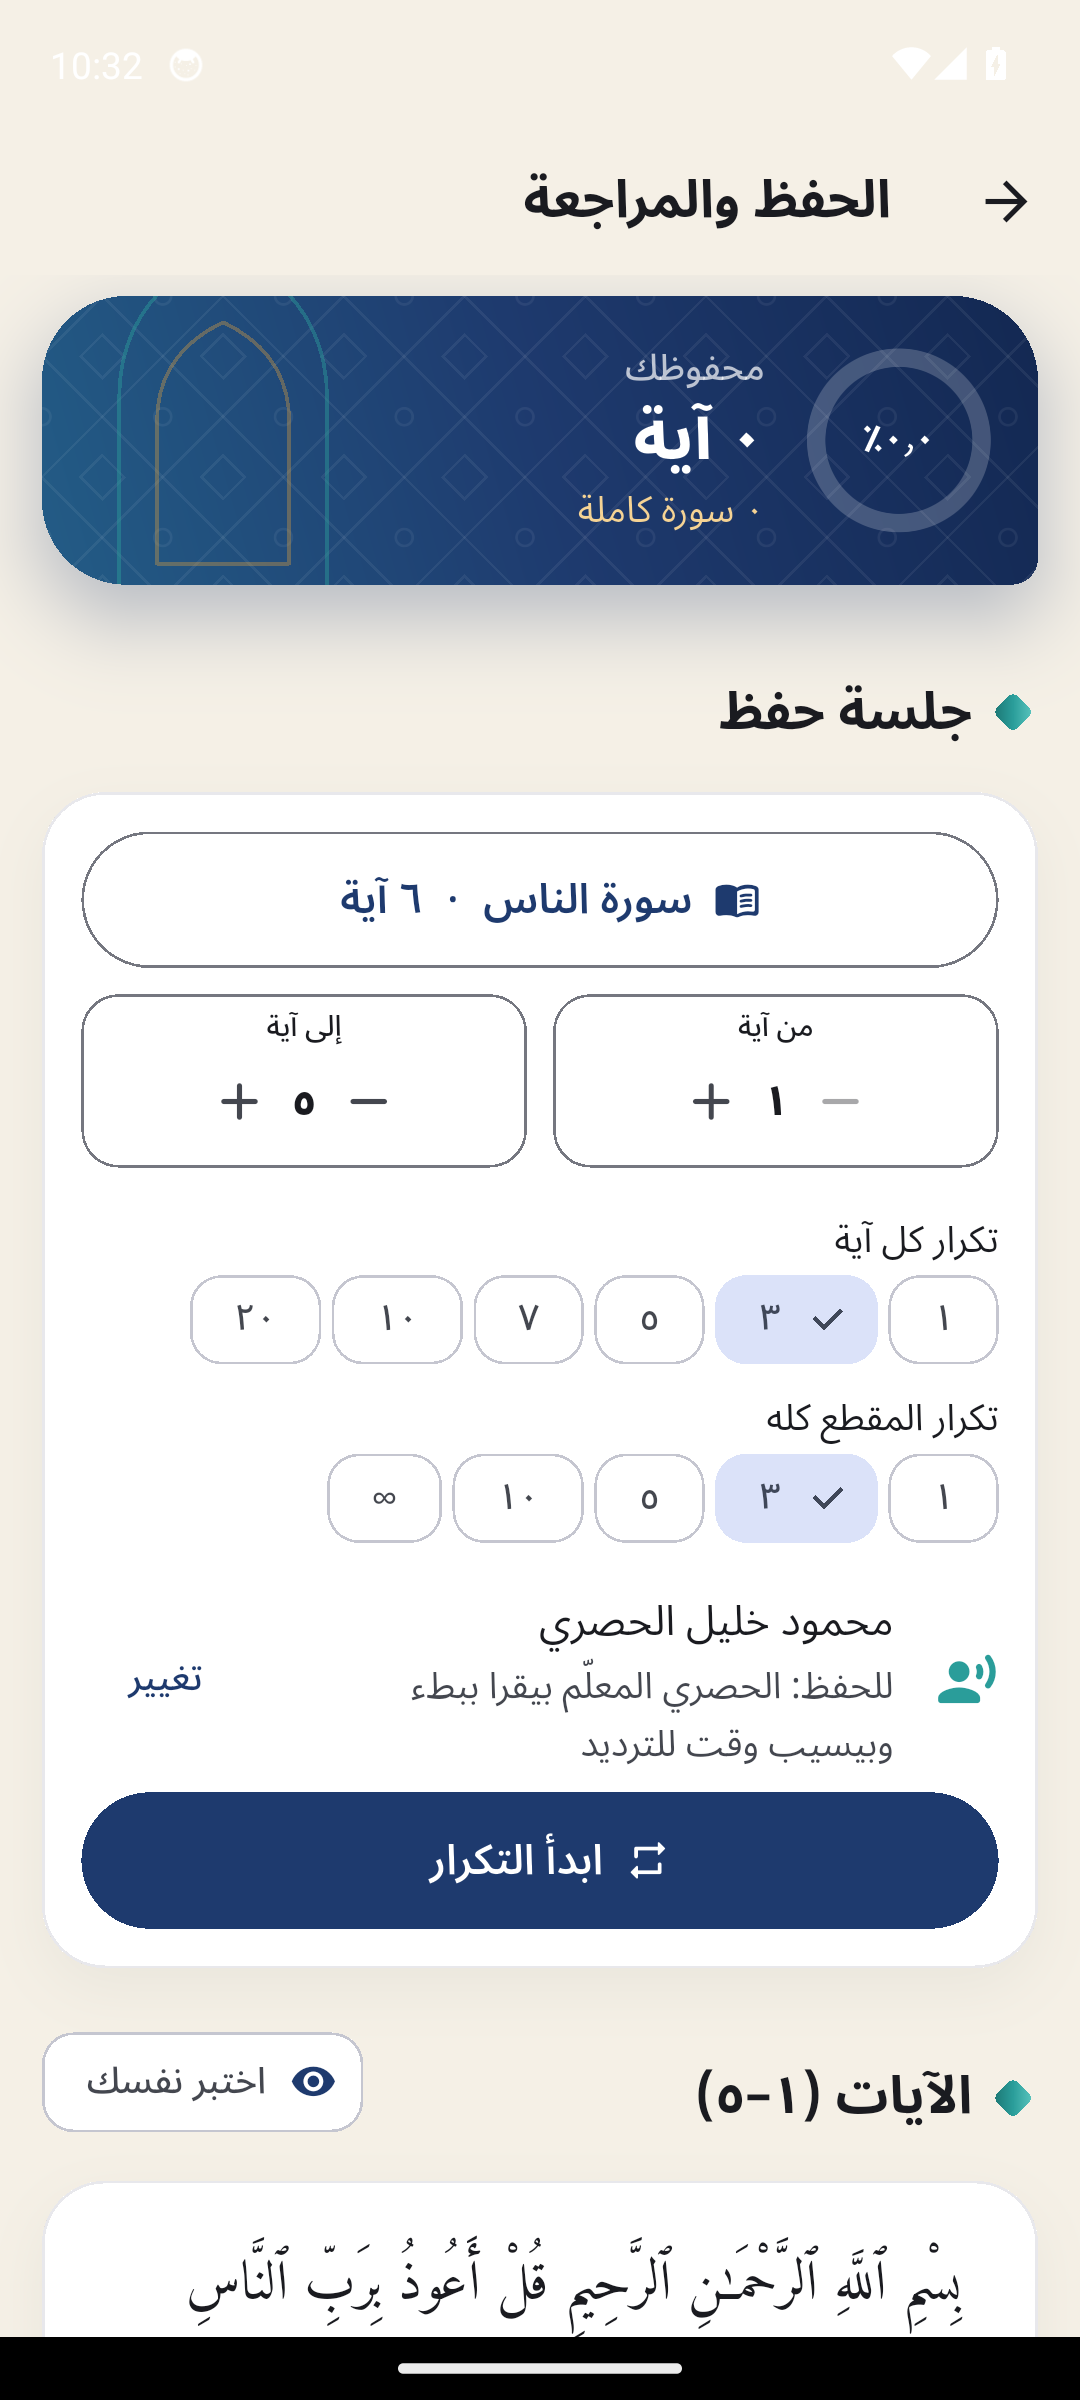 10:32
الحفظ والمراجعة
محفوظك
٠ آية
٠ سورة كاملة
٠٫٠٪
جلسة حفظ
سورة الناس · ٦ آية
من آية
١
إلى آية
٥
تكرار كل آية
١ ٣ ٥ ٧ ١٠ ٢٠
تكرار المقطع كله
١ ٣ ٥ ١٠ ∞
محمود خليل الحصري
للحفظ: الحصري المعلّم بيقرا ببطء
وبيسيب وقت للترديد
تغيير
ابدأ التكرار
الآيات (١–٥)
اختبر نفسك
بِسْمِ ٱللَّهِ ٱلرَّحْمَـٰنِ ٱلرَّحِيمِ قُلْ أَعُوذُ بِرَبِّ ٱلنَّاسِ